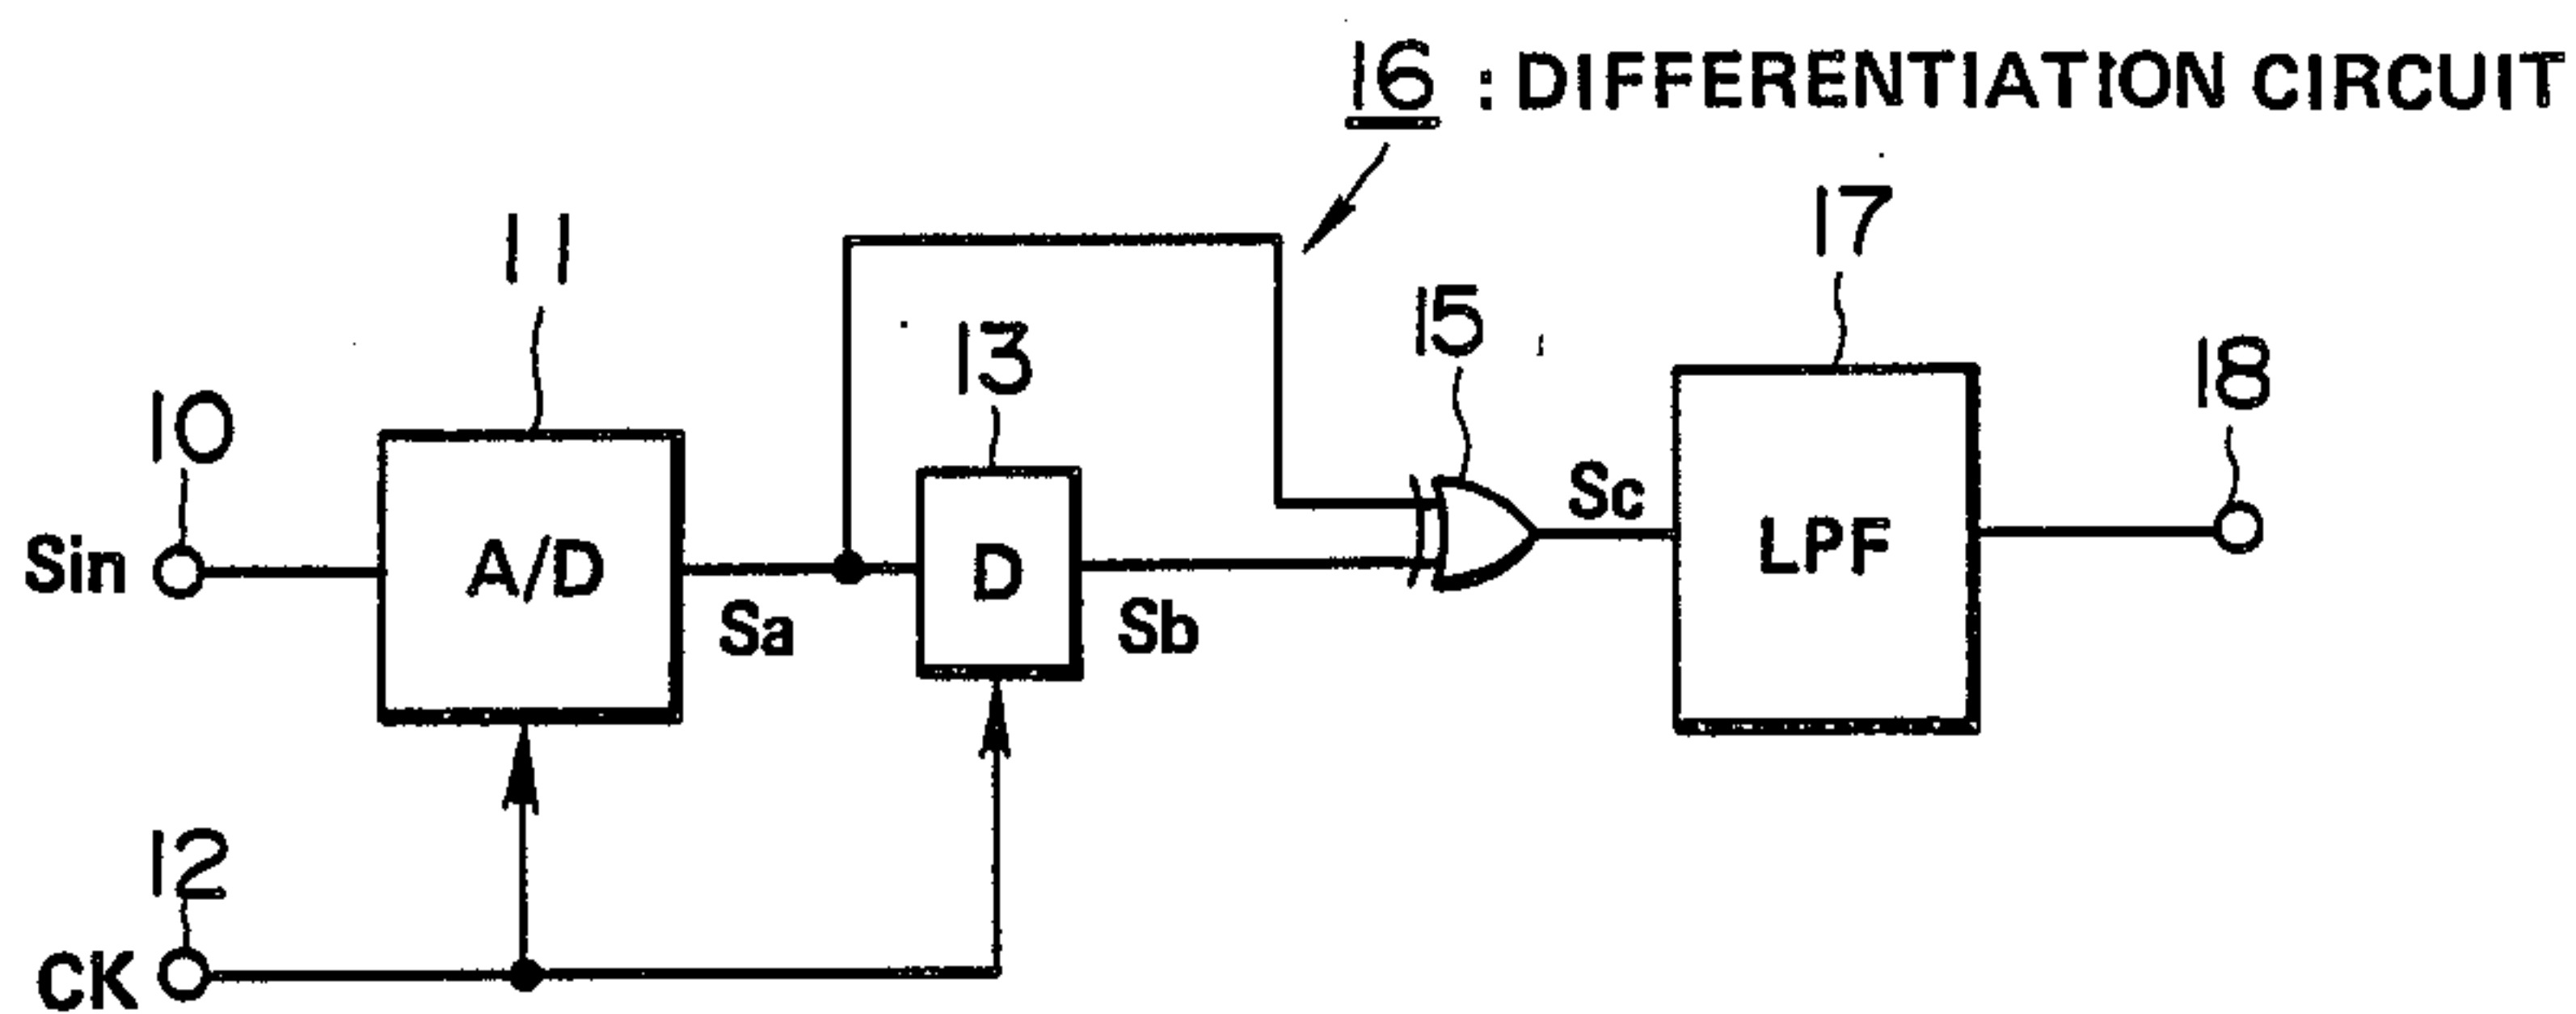 16 : DIFFERENTIATION CIRCUIT
17
11
15
13
18
10
Sc
Sin
A/D
D
LPF
Sa
Sb
12
CK